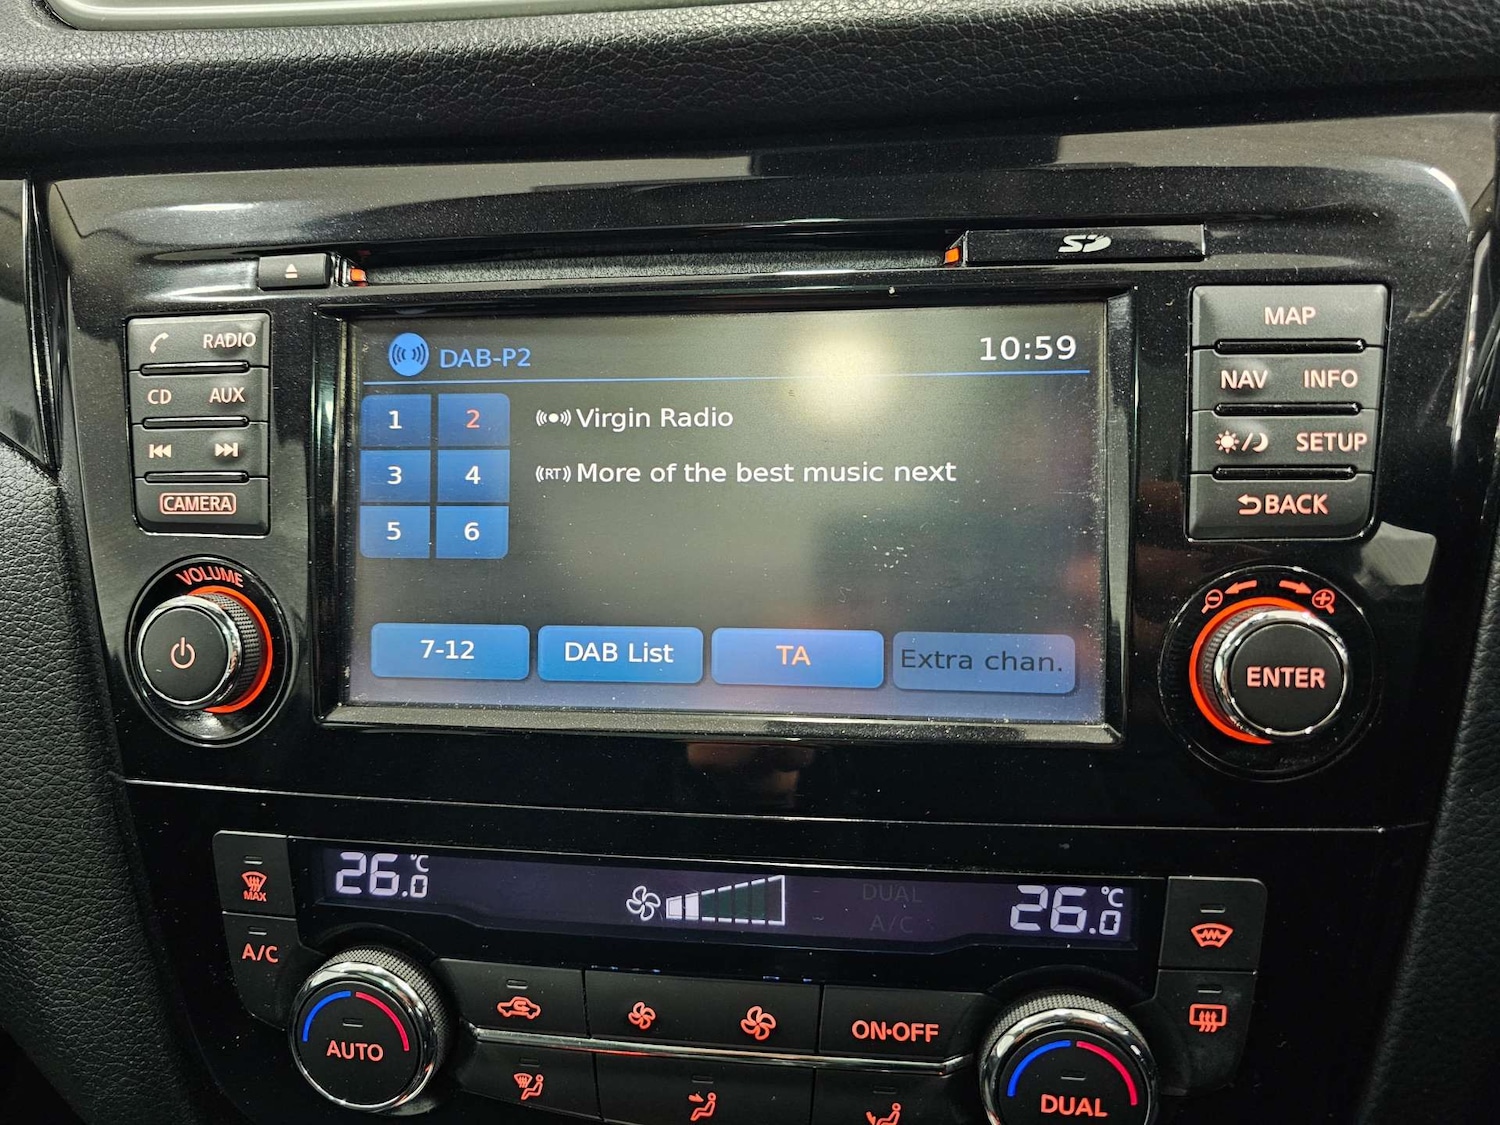 SD
RADIO
CD AUX
CAMERA
VOLUME
DAB-P2 10:59
1 2
3 4
5 6
((•)) Virgin Radio
((RT)) More of the best music next
7-12 DAB List TA Extra chan.
MAP
NAV INFO
SETUP
BACK
ENTER
MAX
A/C
26.0 °C
DUAL
A/C
26.0 °C
AUTO
ON•OFF
DUAL